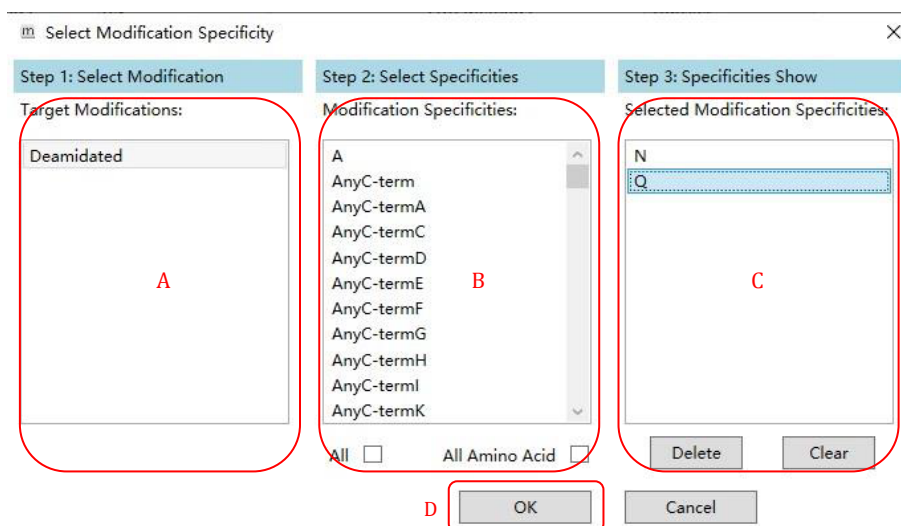 m Select Modification Specificity
Step 1: Select Modification
Step 2: Select Specificities
Step 3: Specificities Show
Target Modifications:
Modification Specificities:
Selected Modification Specificities:
Deamidated
A
AnyC-term
AnyC-termA
AnyC-termC
AnyC-termD
AnyC-termE
AnyC-termF
AnyC-termG
AnyC-termH
AnyC-termI
AnyC-termK
N
Q
A
B
C
All
All Amino Acid
Delete
Clear
D
OK
Cancel